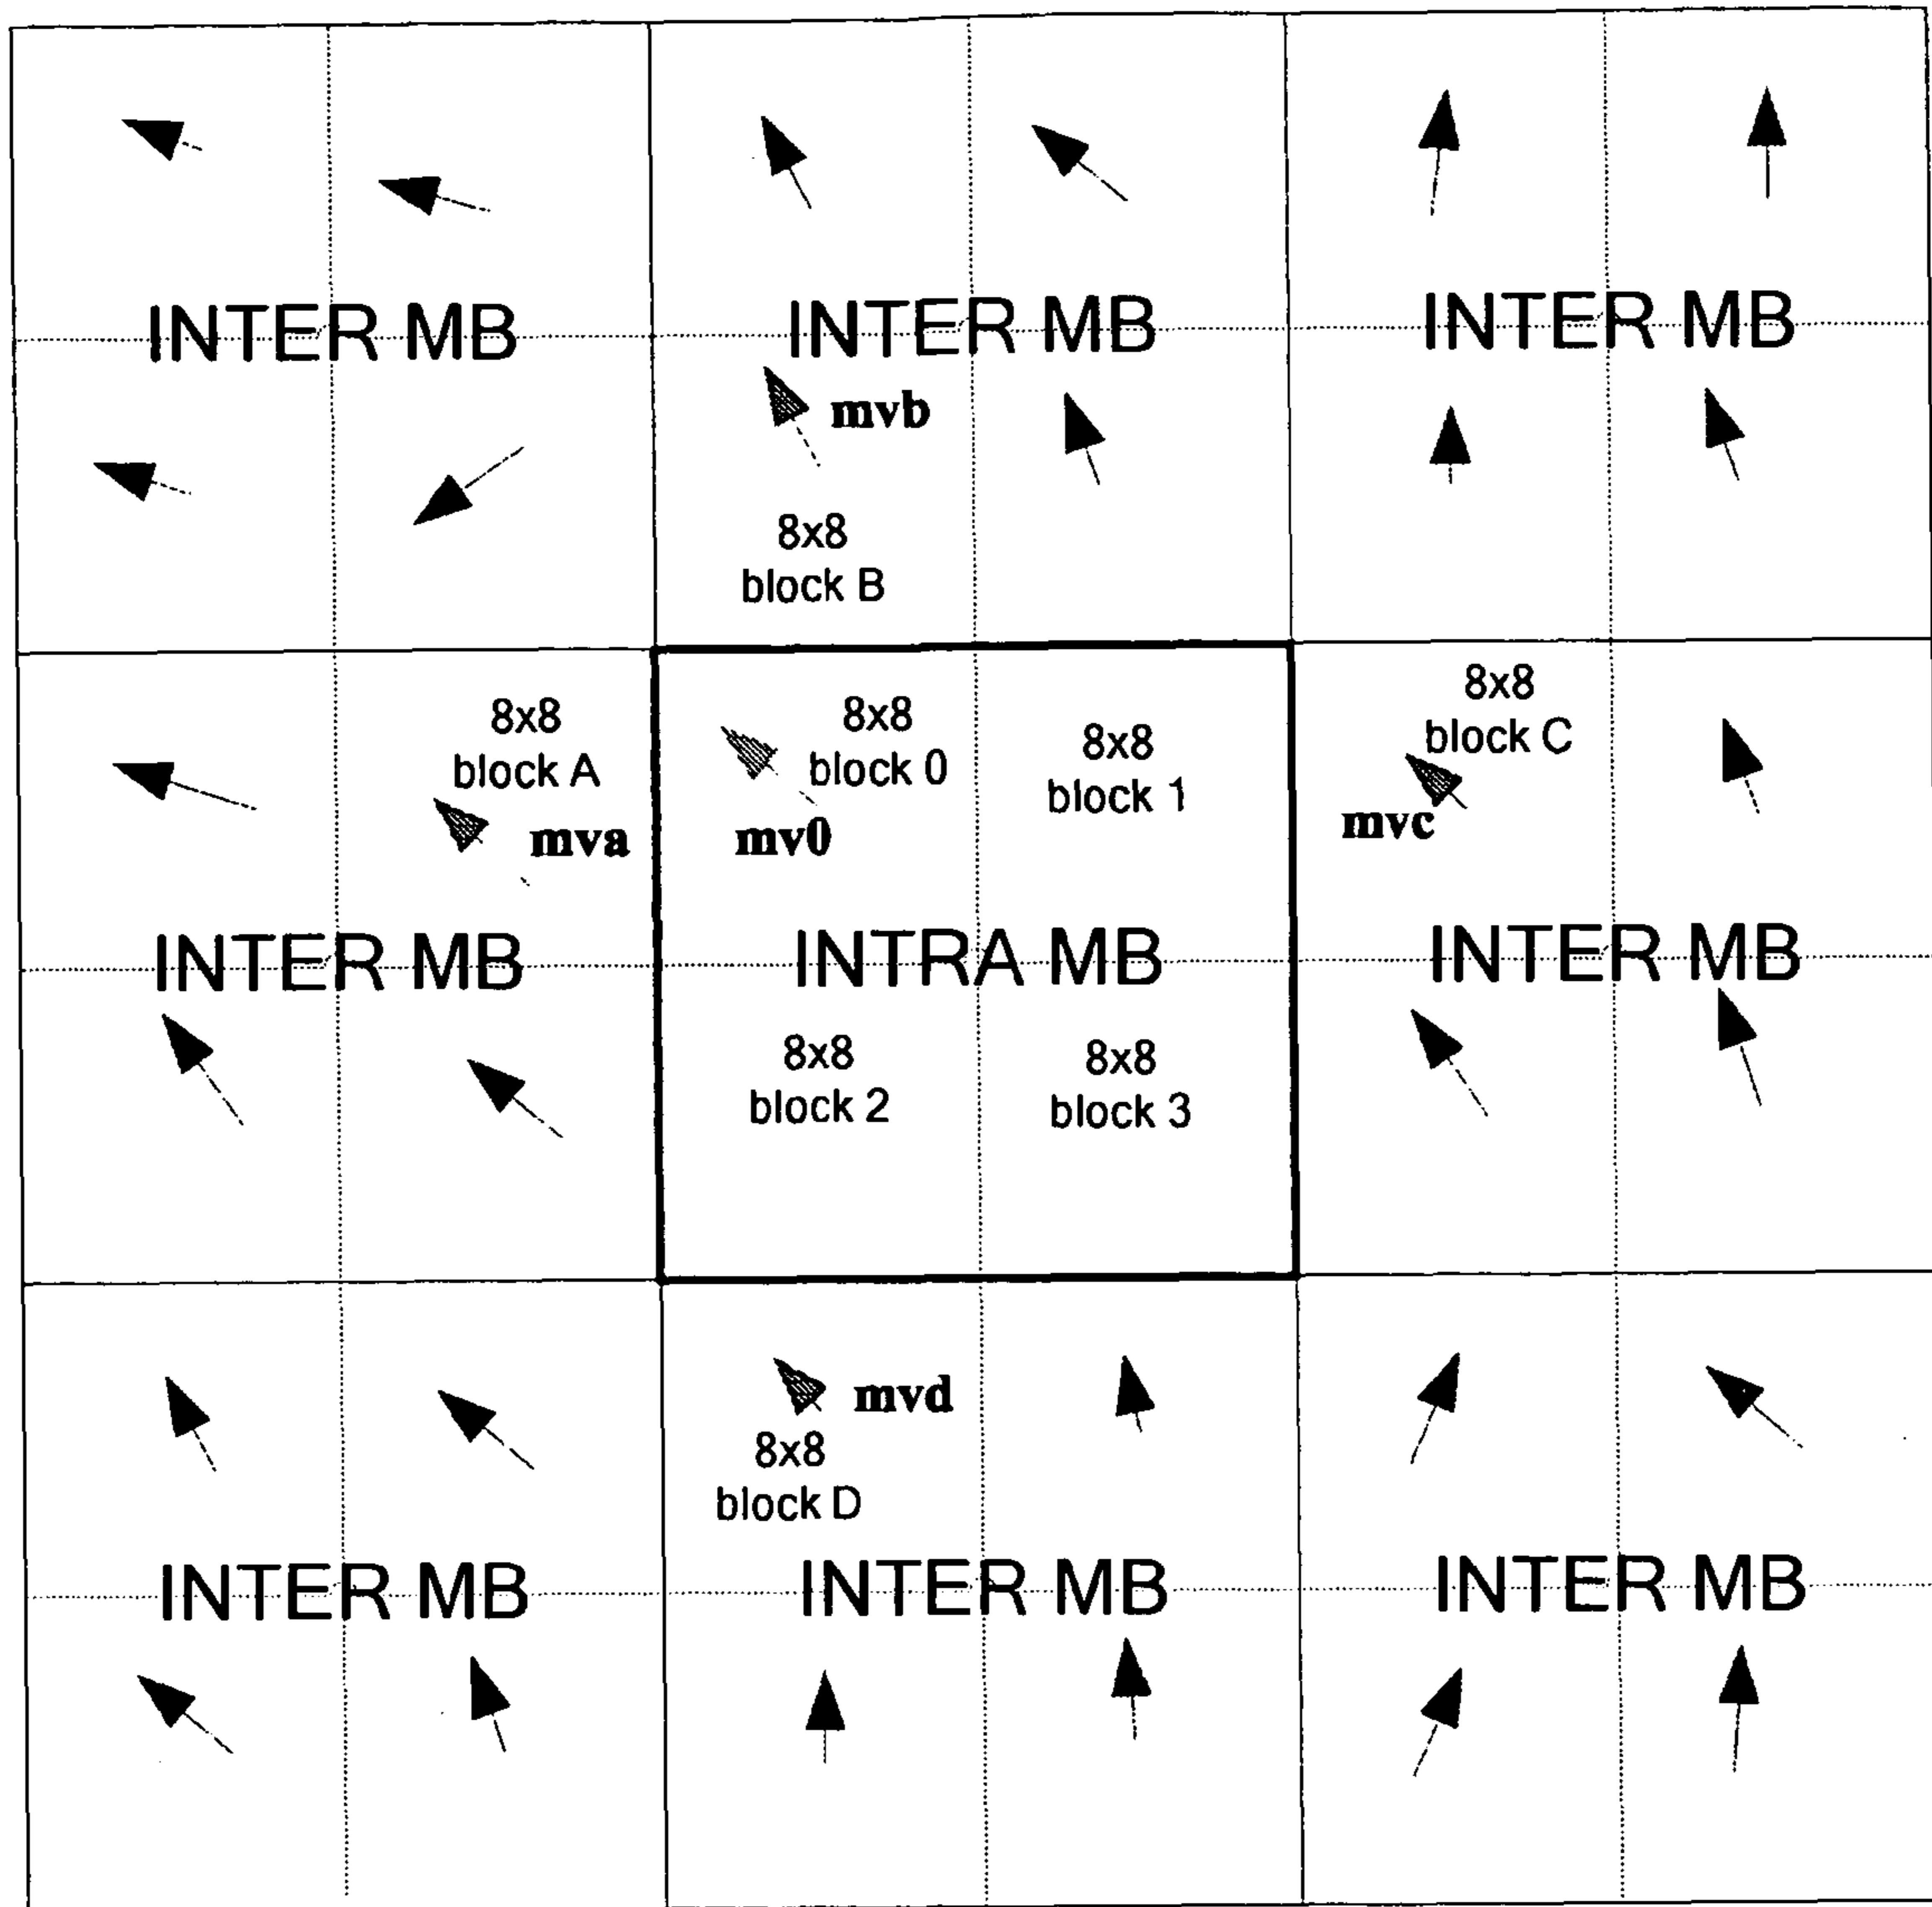 INTER MB
INTER MB
INTER MB
mvb
8x8
block B
8x8
block A
mva
8x8
block 0
mv0
8x8
block 1
8x8
block C
mvc
INTER MB
INTRA MB
INTER MB
8x8
block 2
8x8
block 3
mvd
8x8
block D
INTER MB
INTER MB
INTER MB